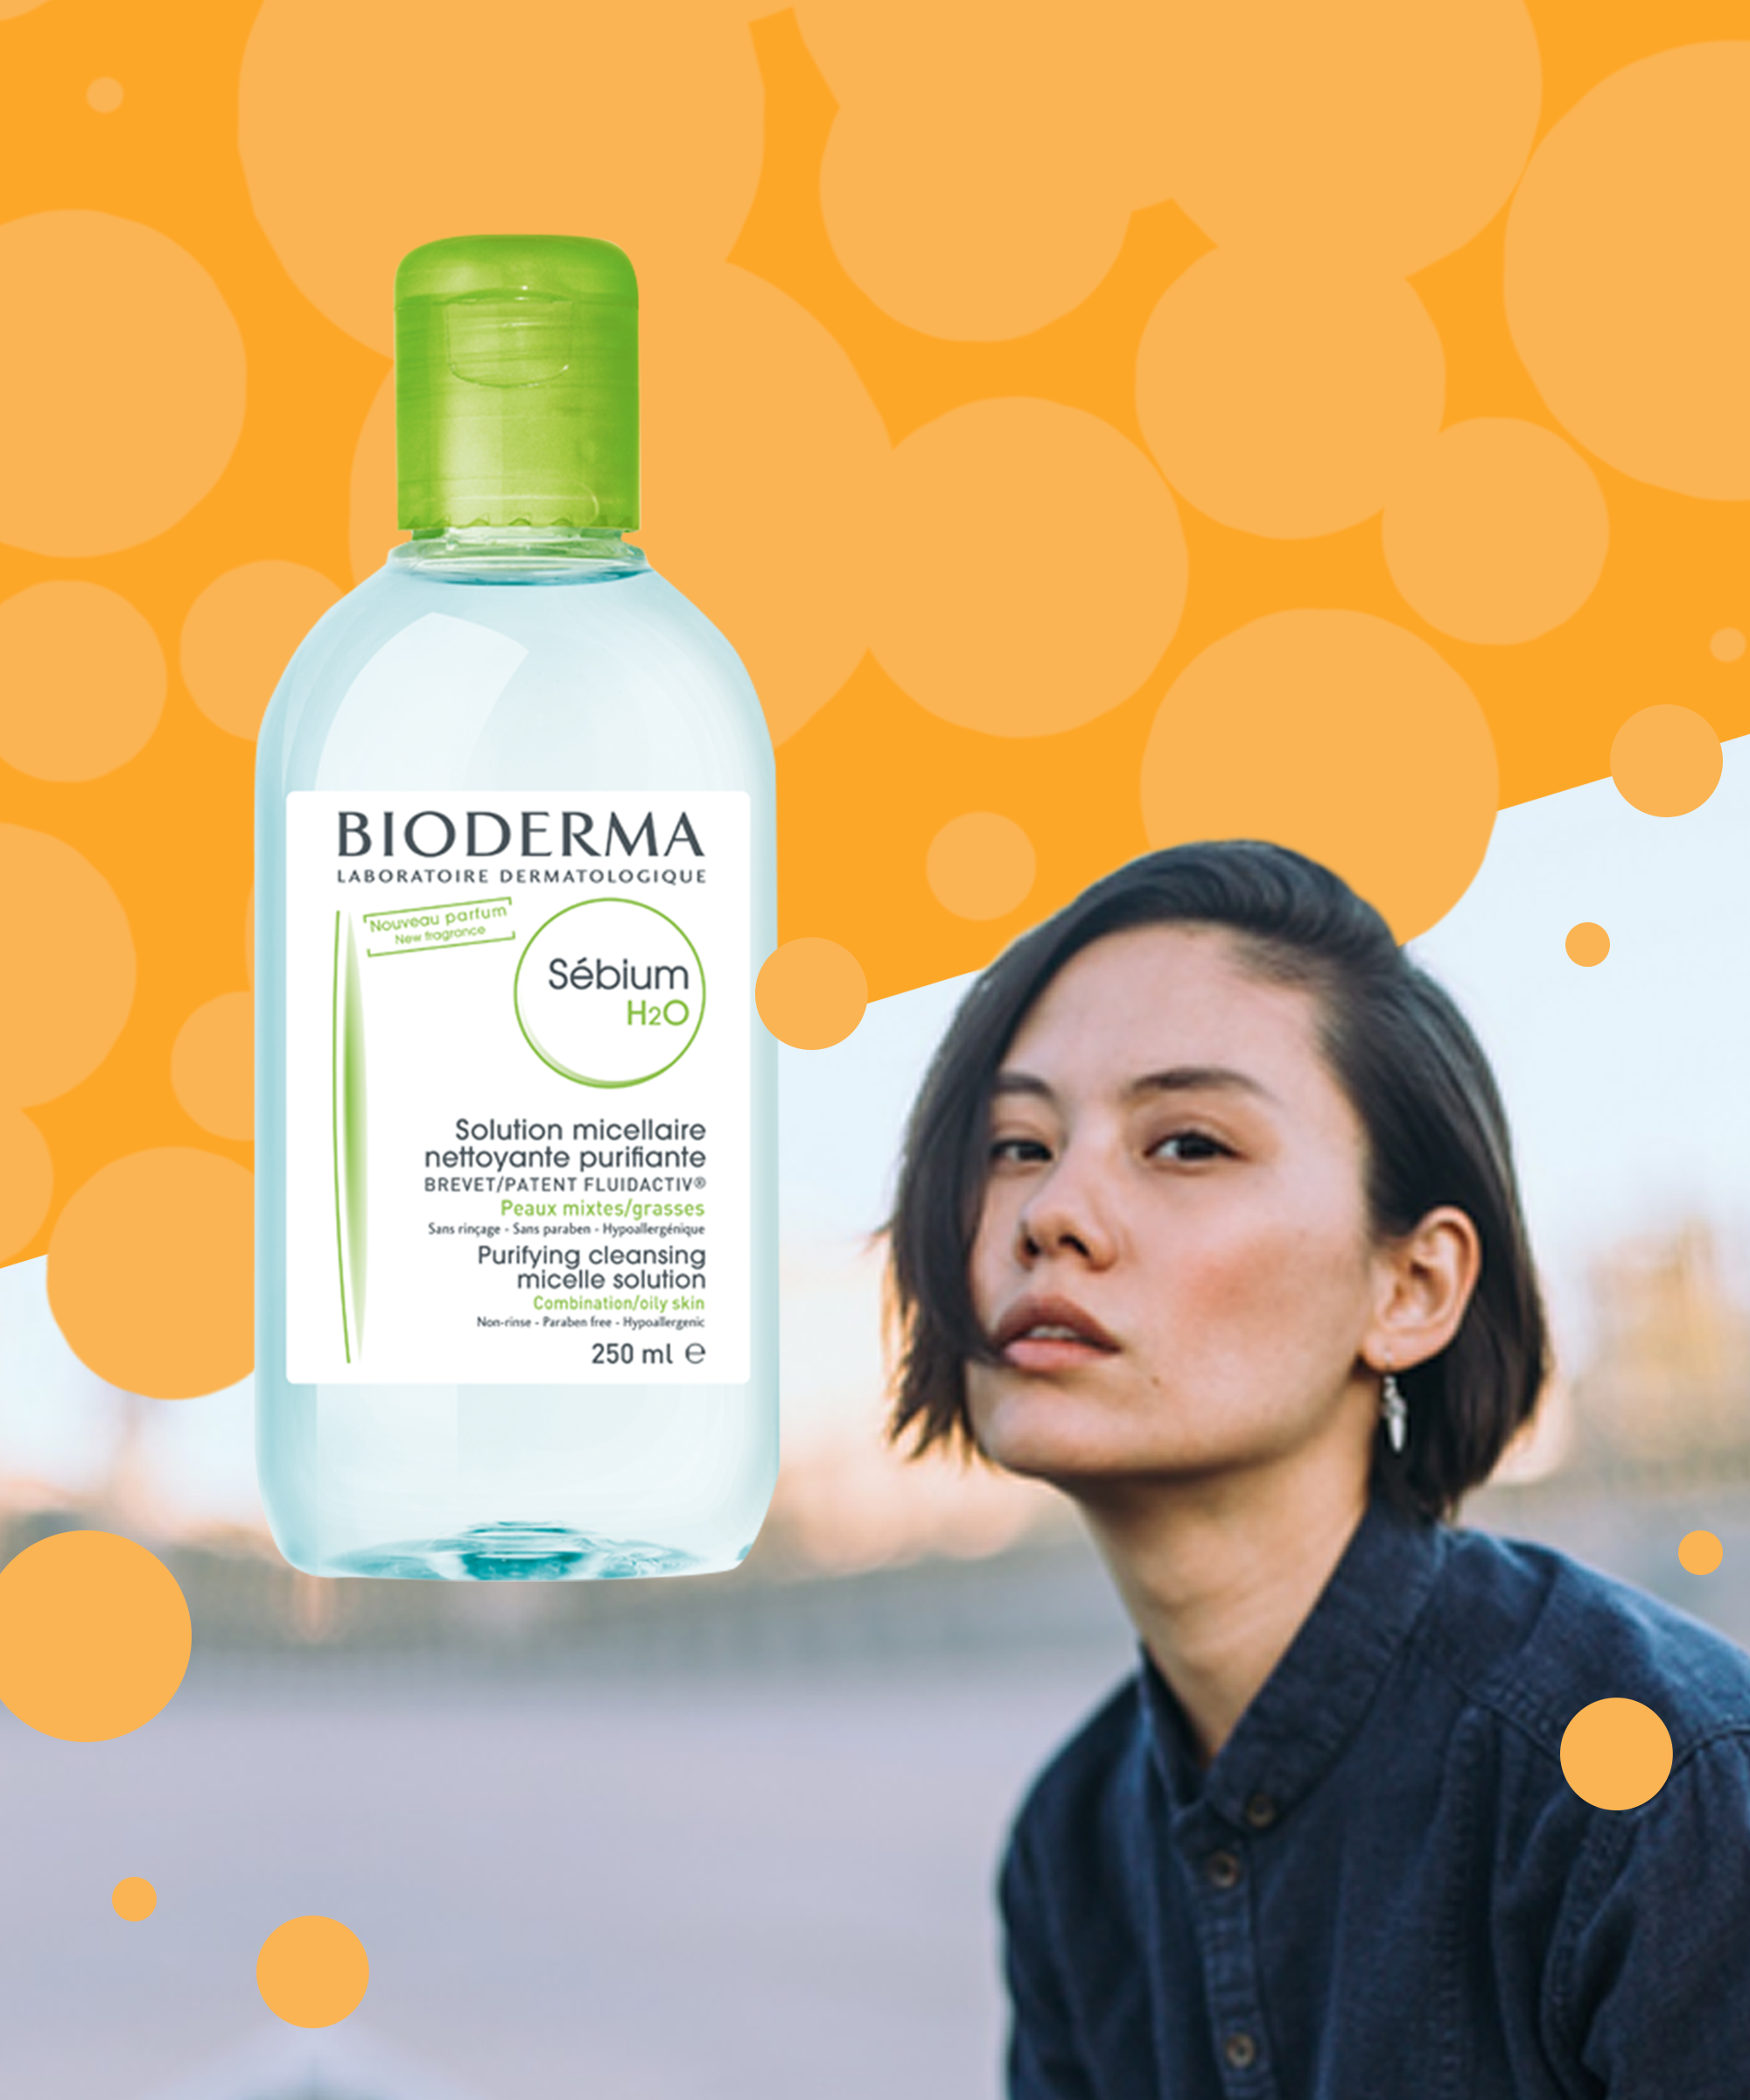 BIODERMA
LABORATOIRE DERMATOLOGIQUE
Nouveau parfum
New fragrance
Sébium
H2O
Solution micellaire
nettoyante purifiante
BREVET/PATENT FLUIDACTIV®
Peaux mixtes/grasses
Sans rinçage - Sans paraben - Hypoallergénique
Purifying cleansing
micelle solution
Combination/oily skin
Non-rinse - Paraben free - Hypoallergenic
250 ml ℮